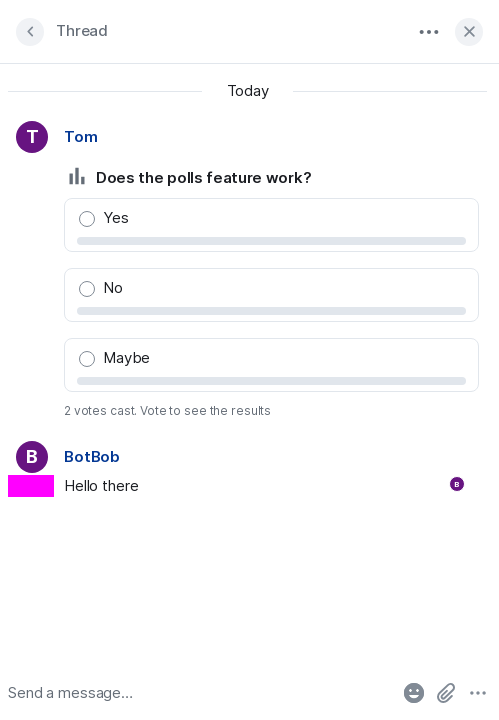 Thread
Today
T
Tom
Does the polls feature work?
Yes
No
Maybe
2 votes cast. Vote to see the results
B
BotBob
Hello there
B
Send a message…